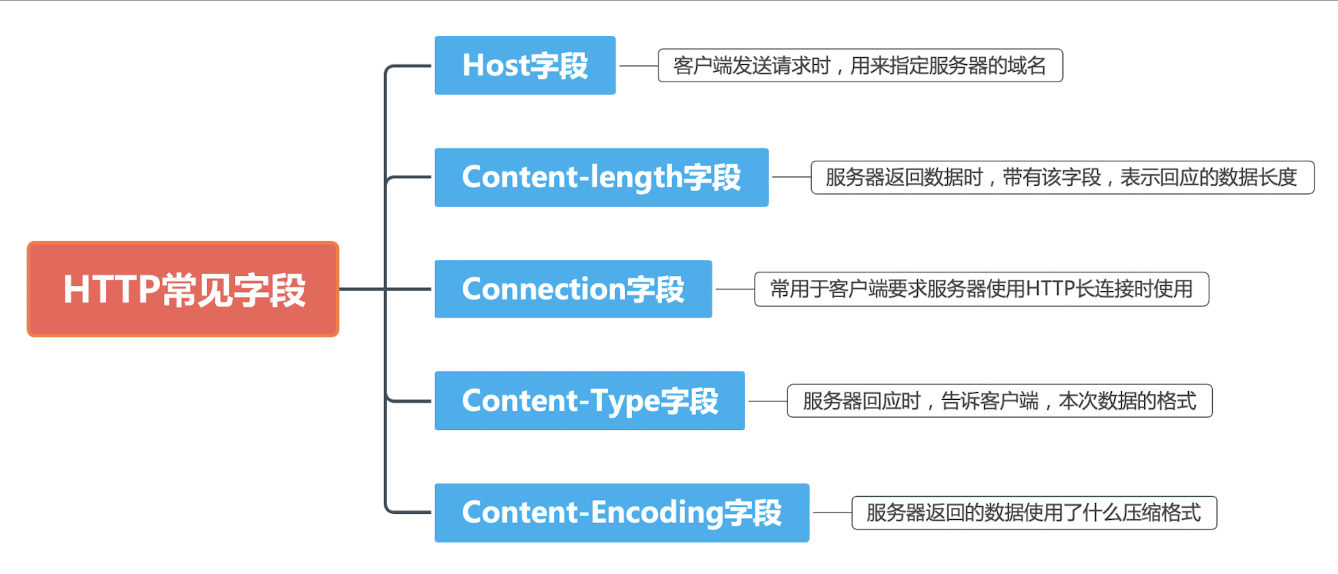 HTTP常见字段
Host字段
客户端发送请求时，用来指定服务器的域名
Content-length字段
服务器返回数据时，带有该字段，表示回应的数据长度
Connection字段
常用于客户端要求服务器使用HTTP长连接时使用
Content-Type字段
服务器回应时，告诉客户端，本次数据的格式
Content-Encoding字段
服务器返回的数据使用了什么压缩格式